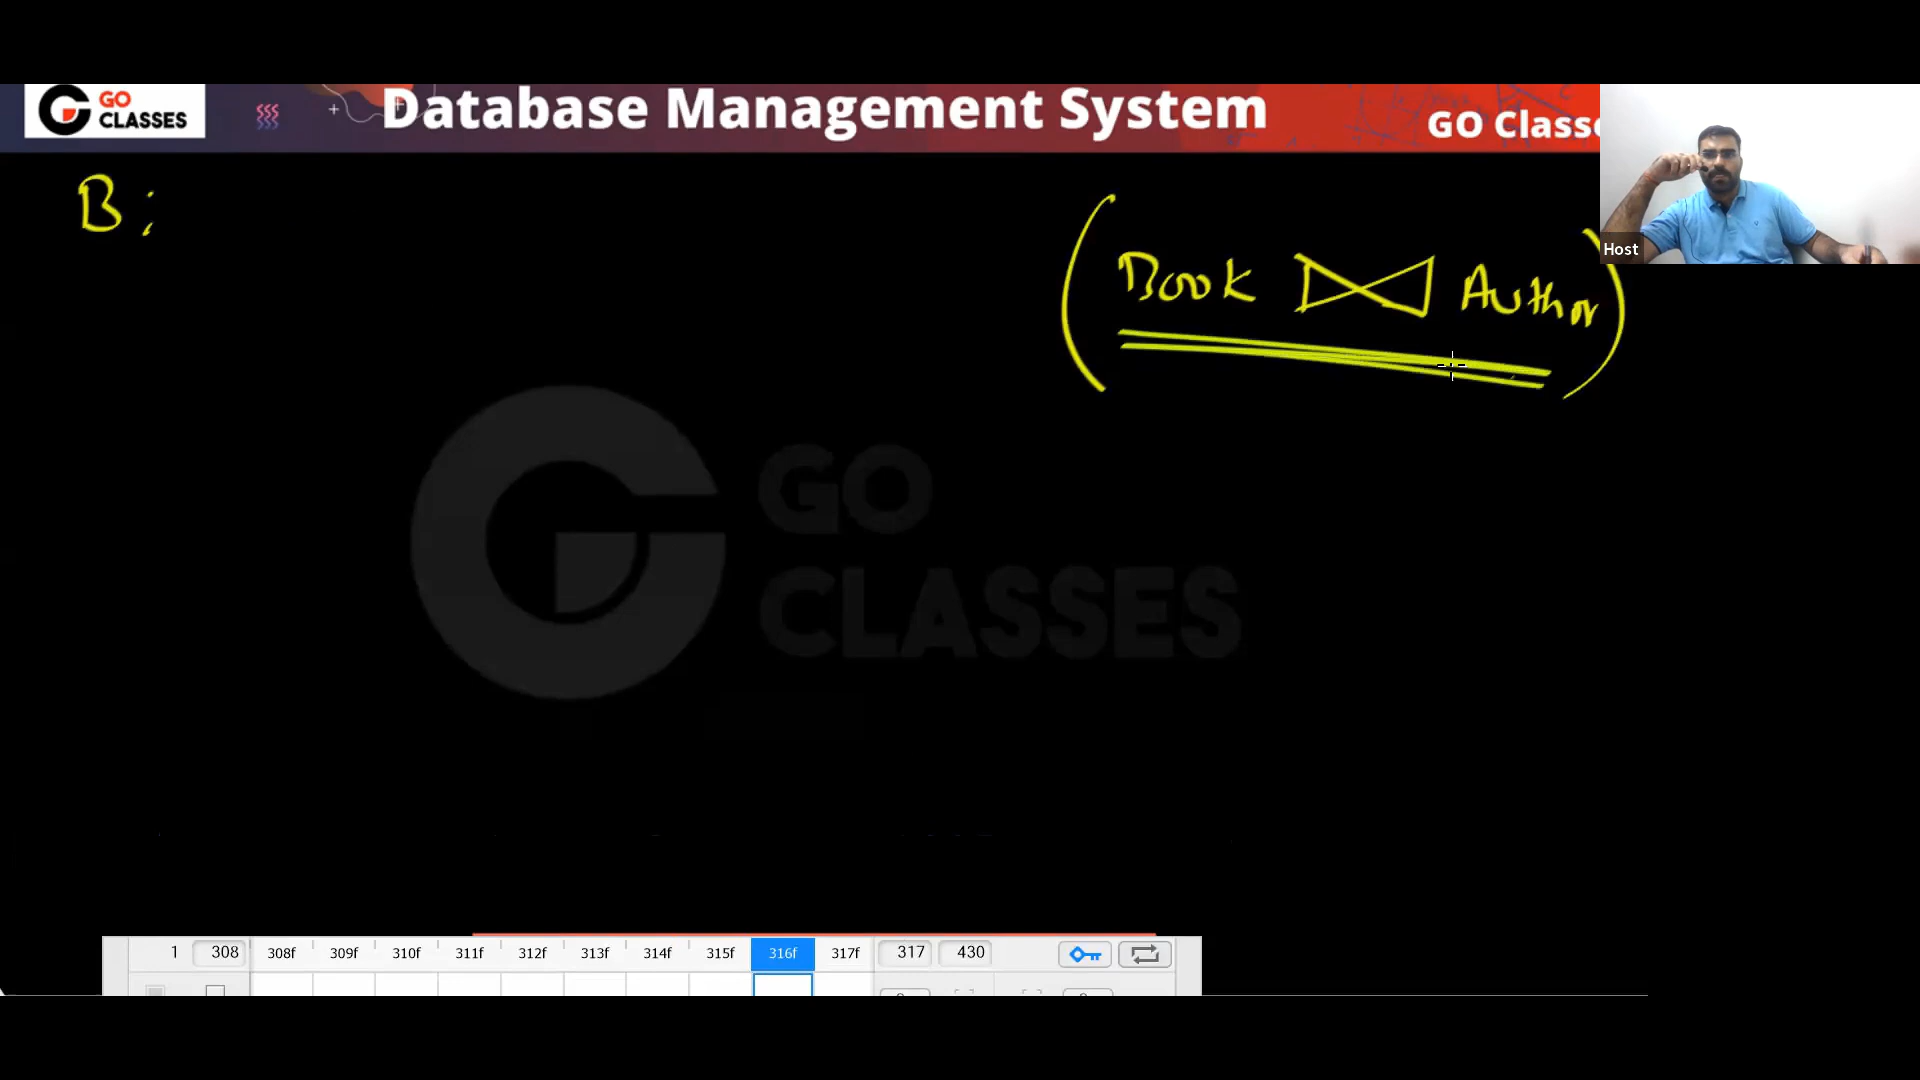 GO
CLASSES
Database Management System
GO Classe
Host
B:
(Book ⋈ Author)
GO
CLASSES
1 308 308f 309f 310f 311f 312f 313f 314f 315f 316f 317f 317 430